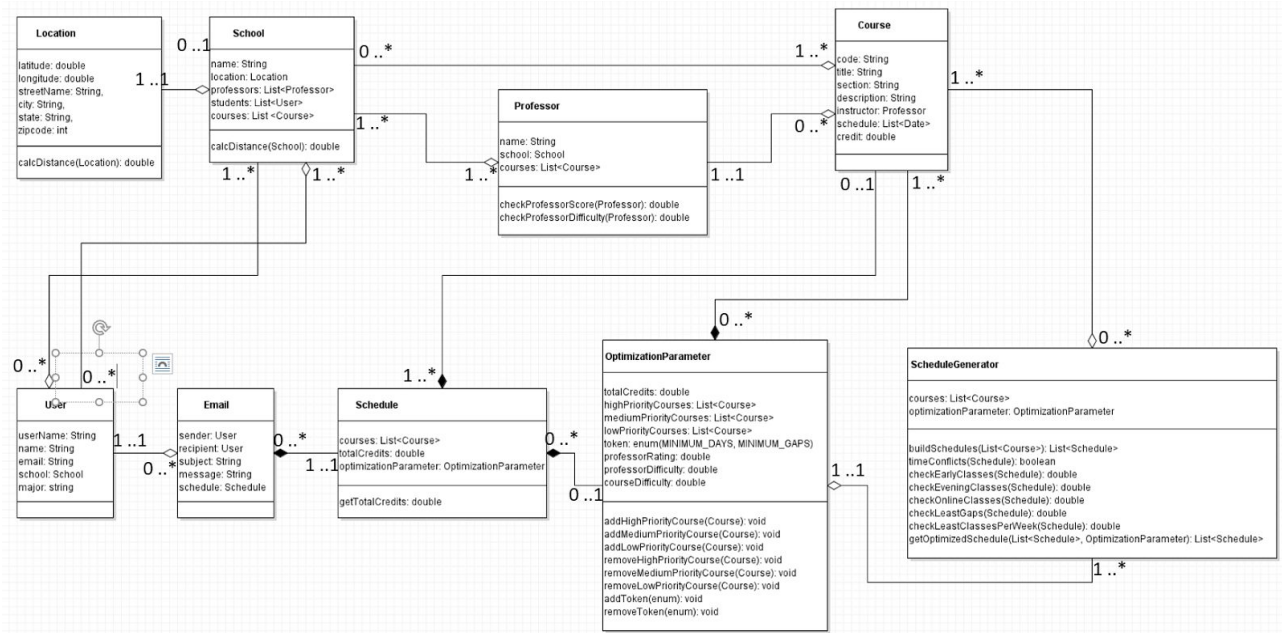 Location
latitude: double
longitude: double
streetName: String,
city: String,
state: String,
zipcode: int
calcDistance(Location): double
0 ..1
1 ..1
School
name: String
location: Location
professors: List<Professor>
students: List<User>
courses: List <Course>
calcDistance(School): double
0 ..*
1 ..*
1 ..*
1 ..*
1 ..*
Professor
name: String
school: School
courses: List<Course>
checkProfessorScore(Professor): double
checkProfessorDifficulty(Professor): double
1 ..*
0 ..*
1 ..1
Course
code: String
title: String
section: String
description: String
instructor: Professor
schedule: List<Date>
credit: double
1 ..*
0 ..1
1 ..*
0 ..*
0 ..*
User
userName: String
name: String
email: String
school: School
major: string
1 ..1
0 ..*
Email
sender: User
recipient: User
subject: String
message: String
schedule: Schedule
0 ..*
1 ..1
1 ..*
Schedule
courses: List<Course>
totalCredits: double
optimizationParameter: OptimizationParameter
getTotalCredits: double
0 ..*
0 ..1
0 ..*
OptimizationParameter
totalCredits: double
highPriorityCourses: List<Course>
mediumPriorityCourses: List<Course>
lowPriorityCourses: List<Course>
token: enum(MINIMUM_DAYS, MINIMUM_GAPS)
professorRating: double
professorDifficulty: double
courseDifficulty: double
addHighPriorityCourse(Course): void
addMediumPriorityCourse(Course): void
addLowPriorityCourse(Course): void
removeHighPriorityCourse(Course): void
removeMediumPriorityCourse(Course): void
removeLowPriorityCourse(Course): void
addToken(enum): void
removeToken(enum): void
1 ..1
0 ..*
ScheduleGenerator
courses: List<Course>
optimizationParameter: OptimizationParameter
buildSchedules(List<Course>): List<Schedule>
timeConflicts(Schedule): boolean
checkEarlyClasses(Schedule): double
checkEveningClasses(Schedule): double
checkOnlineClasses(Schedule): double
checkLeastGaps(Schedule): double
checkLeastClassesPerWeek(Schedule): double
getOptimizedSchedule(List<Schedule>, OptimizationParameter): List<Schedule>
1 ..*